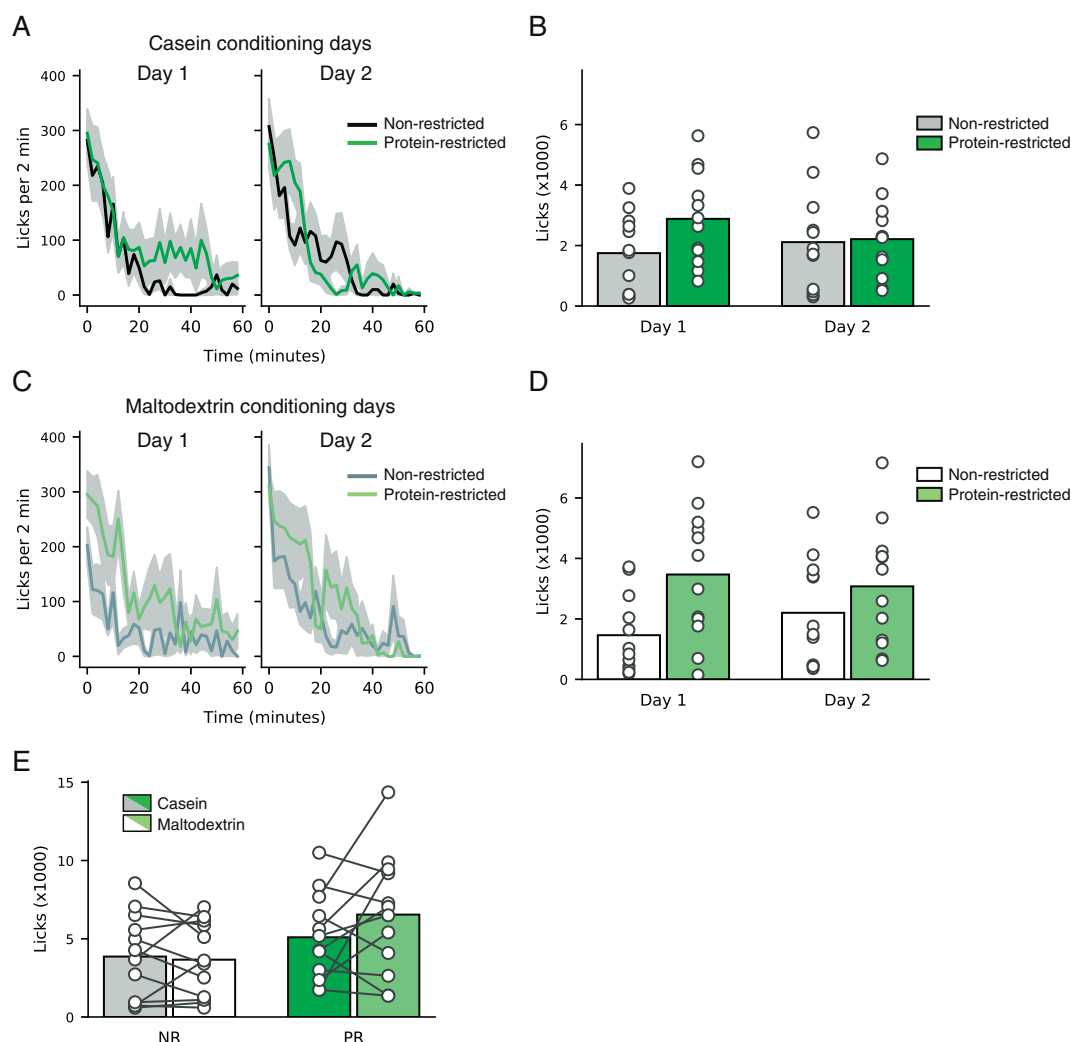 A
Casein conditioning days
Day 1
Day 2
400
300
200
100
0
Licks per 2 min
Non-restricted
Protein-restricted
0 20 40 60
0 20 40 60
Time (minutes)
B
6
4
2
0
Licks (x1000)
Non-restricted
Protein-restricted
Day 1
Day 2
C
Maltodextrin conditioning days
Day 1
Day 2
400
300
200
100
0
Licks per 2 min
Non-restricted
Protein-restricted
0 20 40 60
0 20 40 60
Time (minutes)
D
6
4
2
0
Licks (x1000)
Non-restricted
Protein-restricted
Day 1
Day 2
E
15
10
5
0
Licks (x1000)
Casein
Maltodextrin
NR
PR